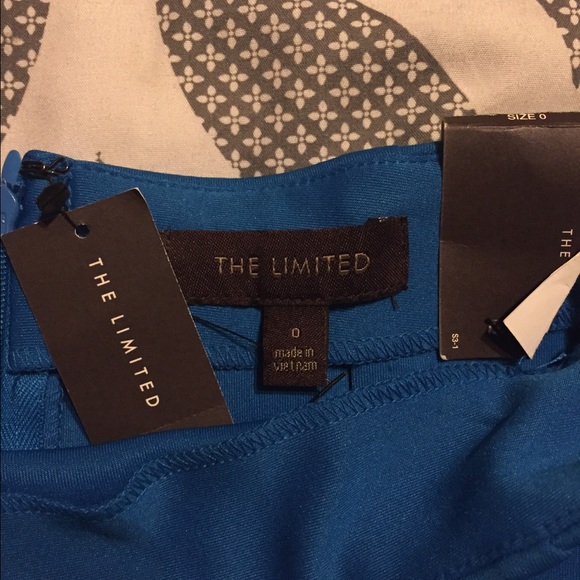 SIZE 0
THE LIMITED
THE LIMITED
0
made in
vietnam
THE
S3-1